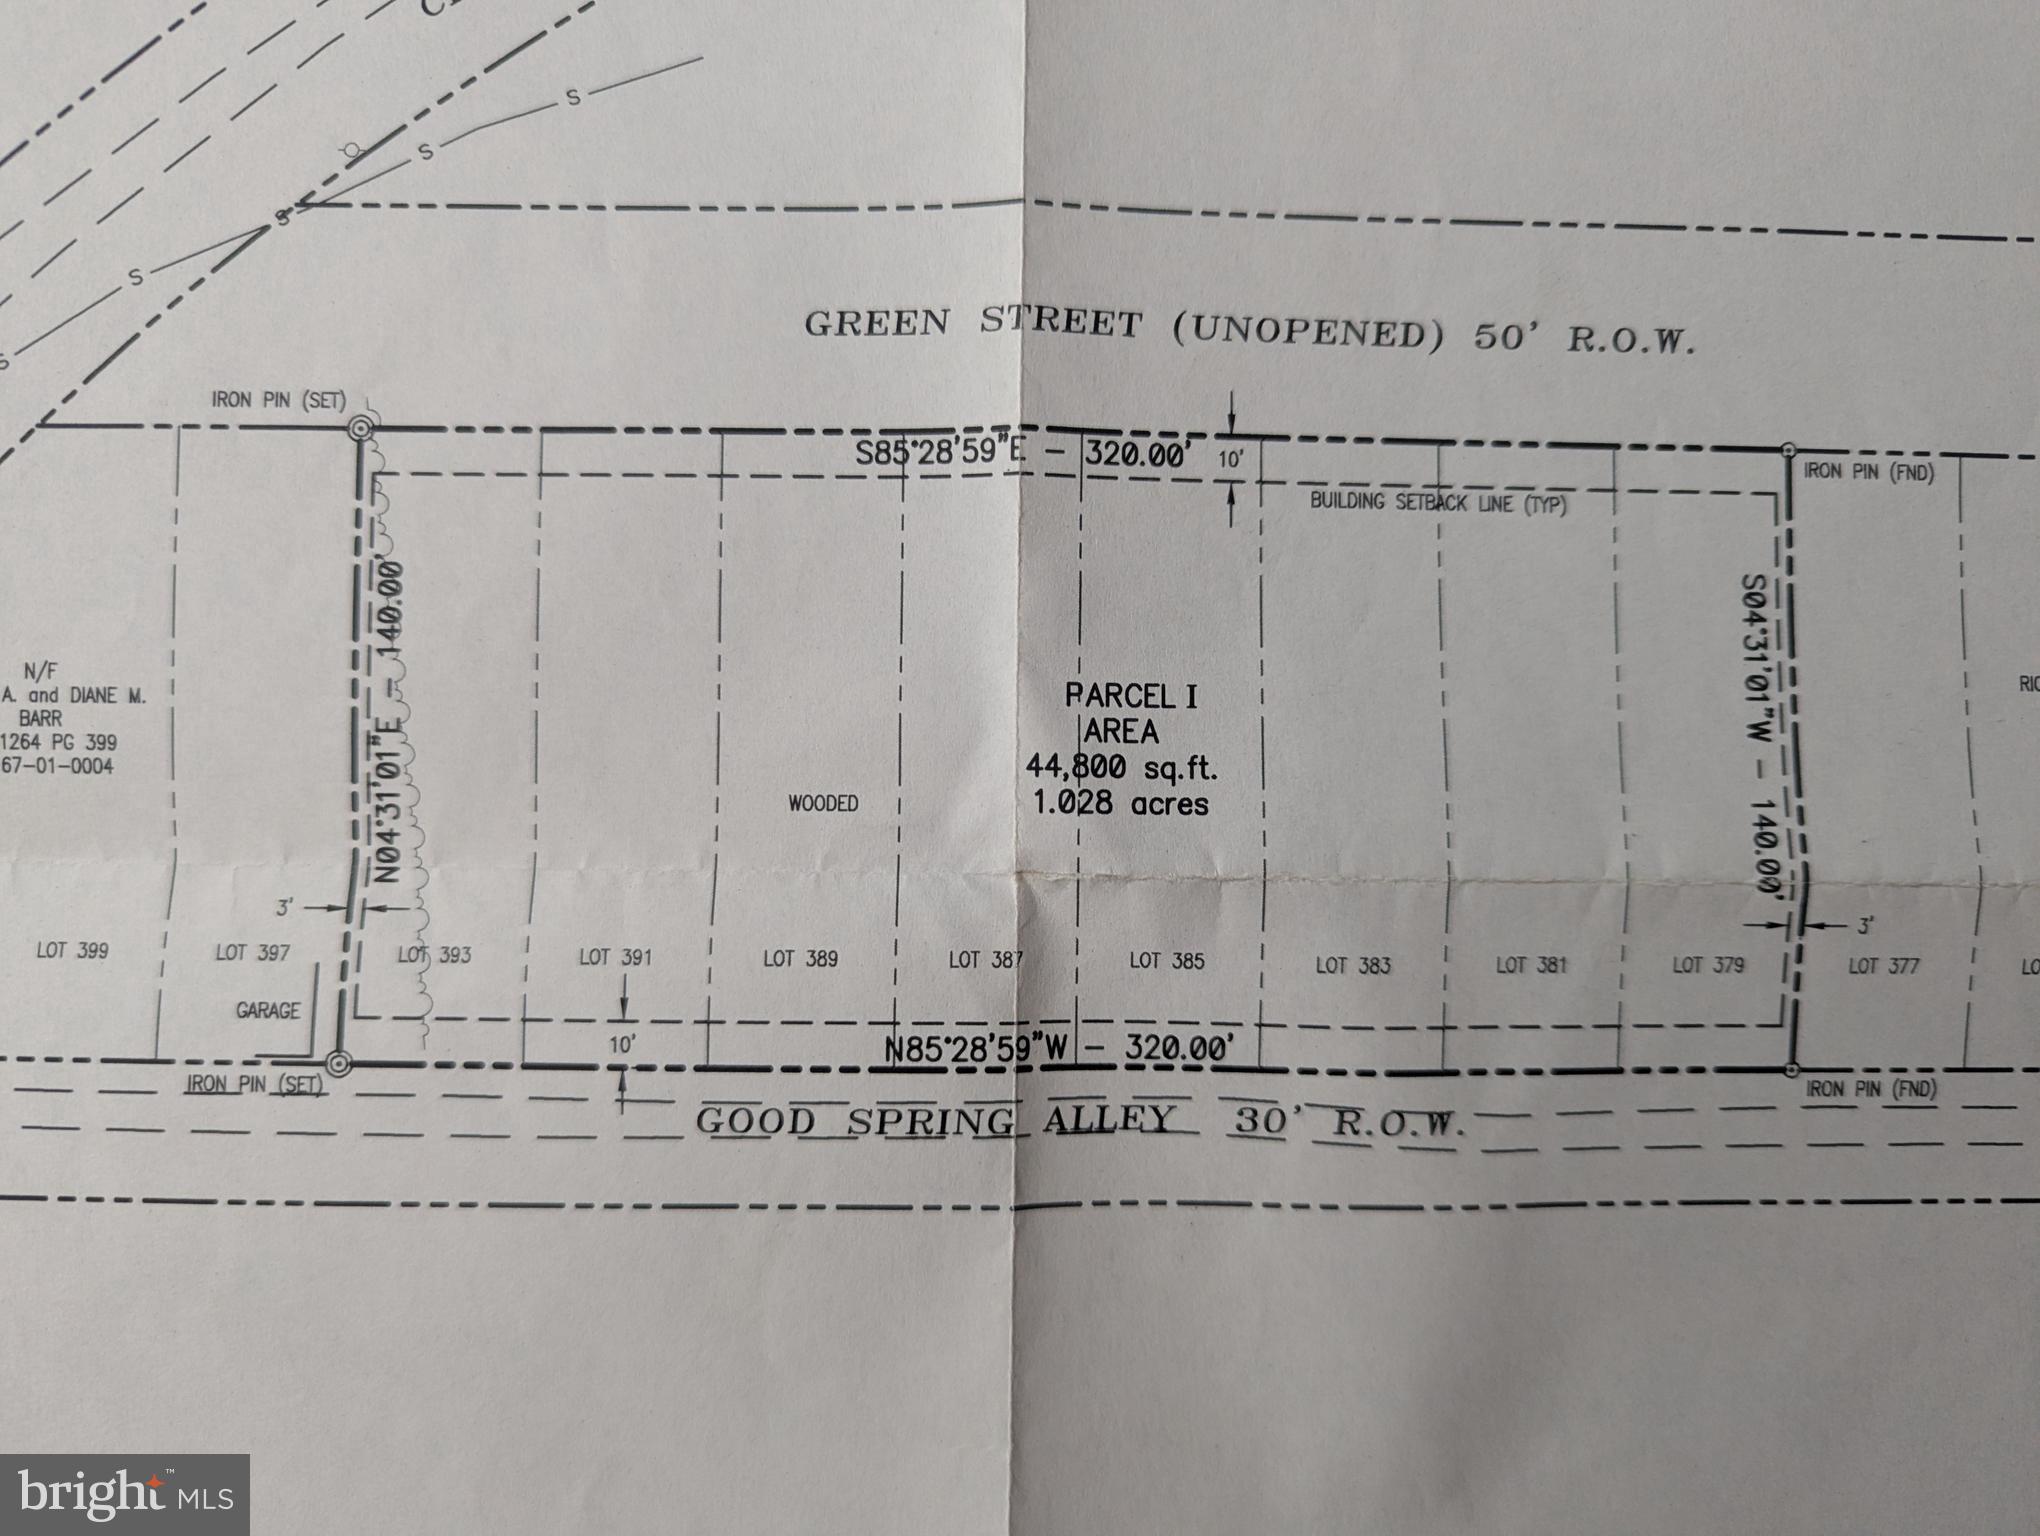 S
S
S
S
S
GREEN STREET (UNOPENED) 50' R.O.W.
IRON PIN (SET)
S85°28'59"E - 320.00'
10'
IRON PIN (FND)
BUILDING SETBACK LINE (TYP)
N04°31'01"E - 140.00'
S04°31'01"W - 140.00'
N/F
A. and DIANE M.
BARR
1264 PG 399
67-01-0004
PARCEL I
AREA
44,800 sq.ft.
1.028 acres
WOODED
3'
3'
LOT 399
LOT 397
LOT 393
LOT 391
LOT 389
LOT 387
LOT 385
LOT 383
LOT 381
LOT 379
LOT 377
GARAGE
10'
N85°28'59"W - 320.00'
IRON PIN (SET)
IRON PIN (FND)
GOOD SPRING ALLEY 30' R.O.W.
bright™ MLS